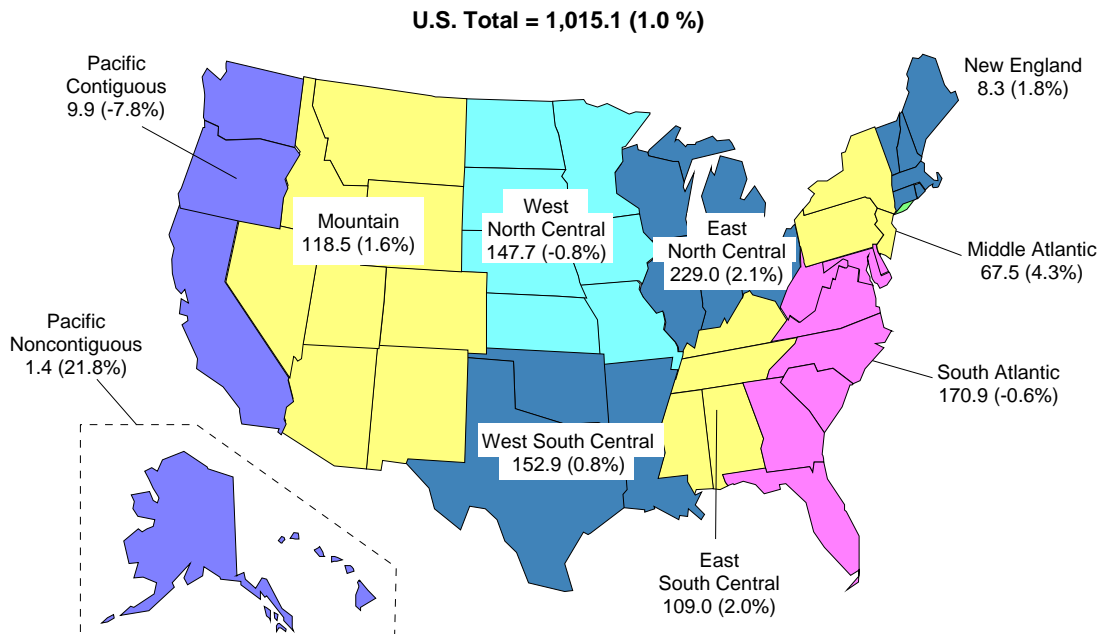 U.S. Total = 1,015.1 (1.0 %)
Pacific
Contiguous
9.9 (-7.8%)
New England
8.3 (1.8%)
Mountain
118.5 (1.6%)
West
North Central
147.7 (-0.8%)
East
North Central
229.0 (2.1%)
Middle Atlantic
67.5 (4.3%)
Pacific
Noncontiguous
1.4 (21.8%)
South Atlantic
170.9 (-0.6%)
West South Central
152.9 (0.8%)
East
South Central
109.0 (2.0%)